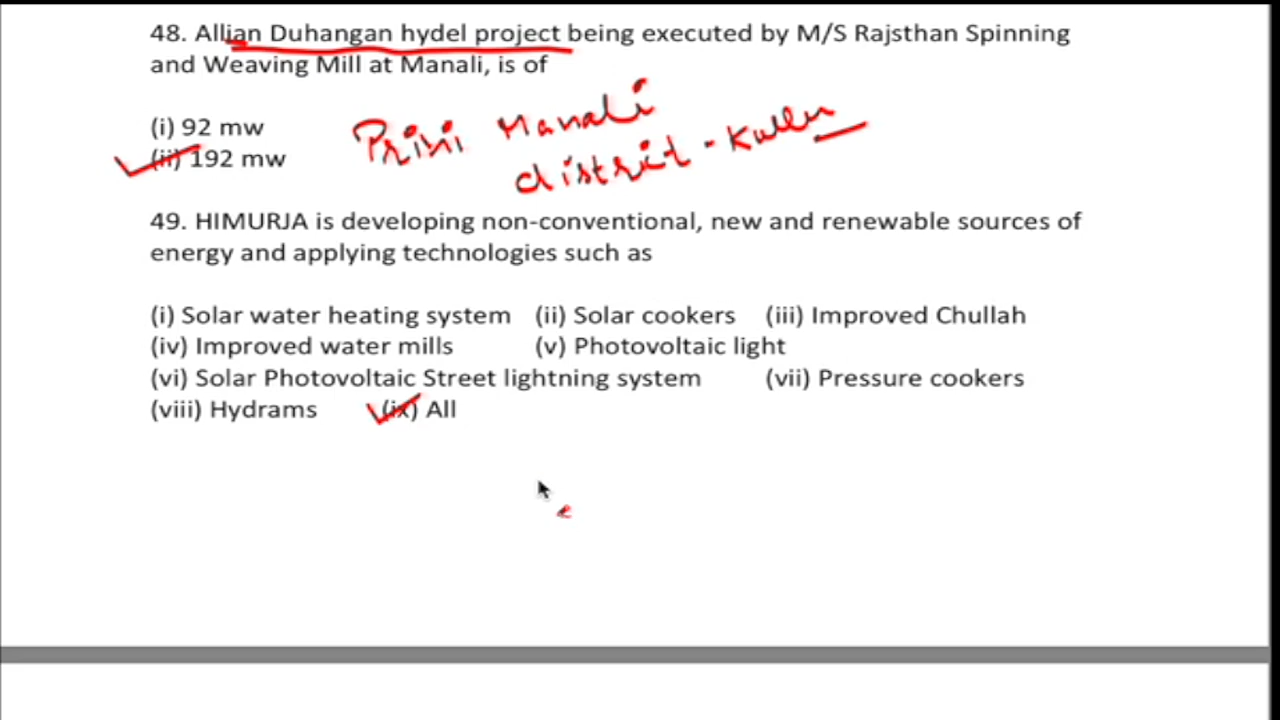 48. Allian Duhangan hydel project being executed by M/S Rajsthan Spinning
and Weaving Mill at Manali, is of
(i) 92 mw
(ii) 192 mw
Prini Manali
district - Kullu
49. HIMURJA is developing non-conventional, new and renewable sources of
energy and applying technologies such as
(i) Solar water heating system (ii) Solar cookers (iii) Improved Chullah
(iv) Improved water mills (v) Photovoltaic light
(vi) Solar Photovoltaic Street lightning system (vii) Pressure cookers
(viii) Hydrams (ix) All